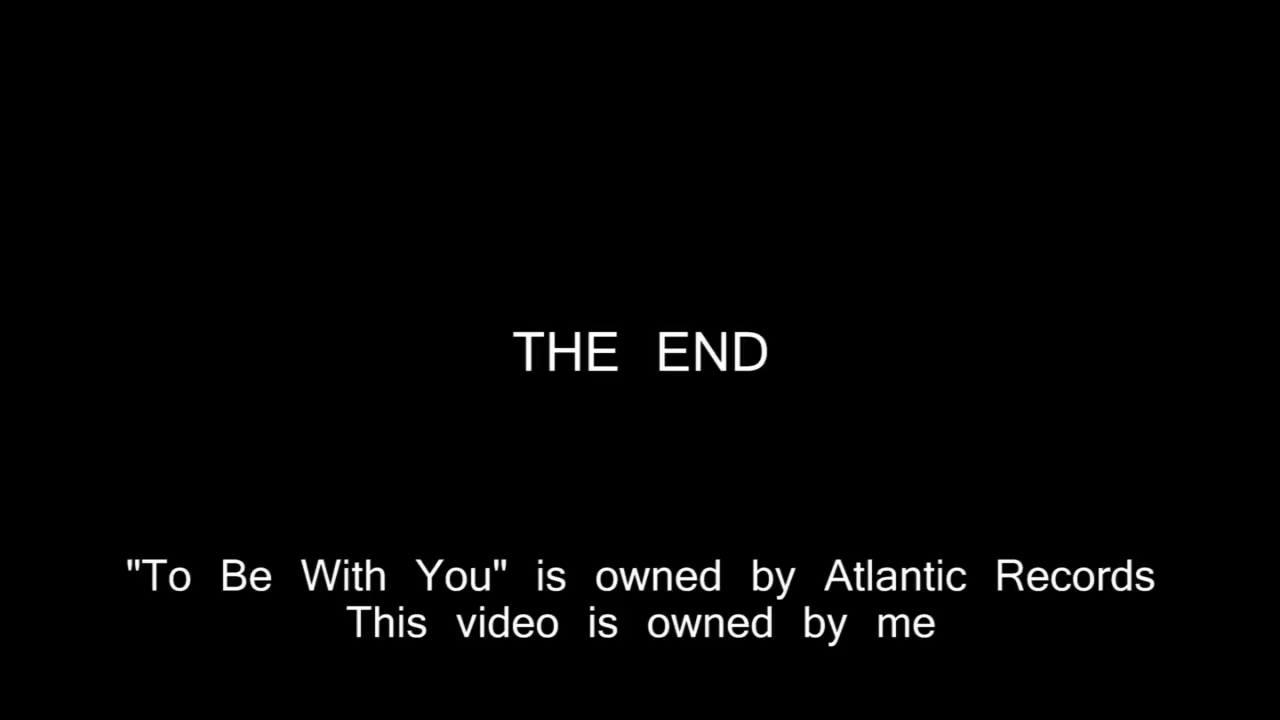 THE END
"To Be With You" is owned by Atlantic Records
This video is owned by me